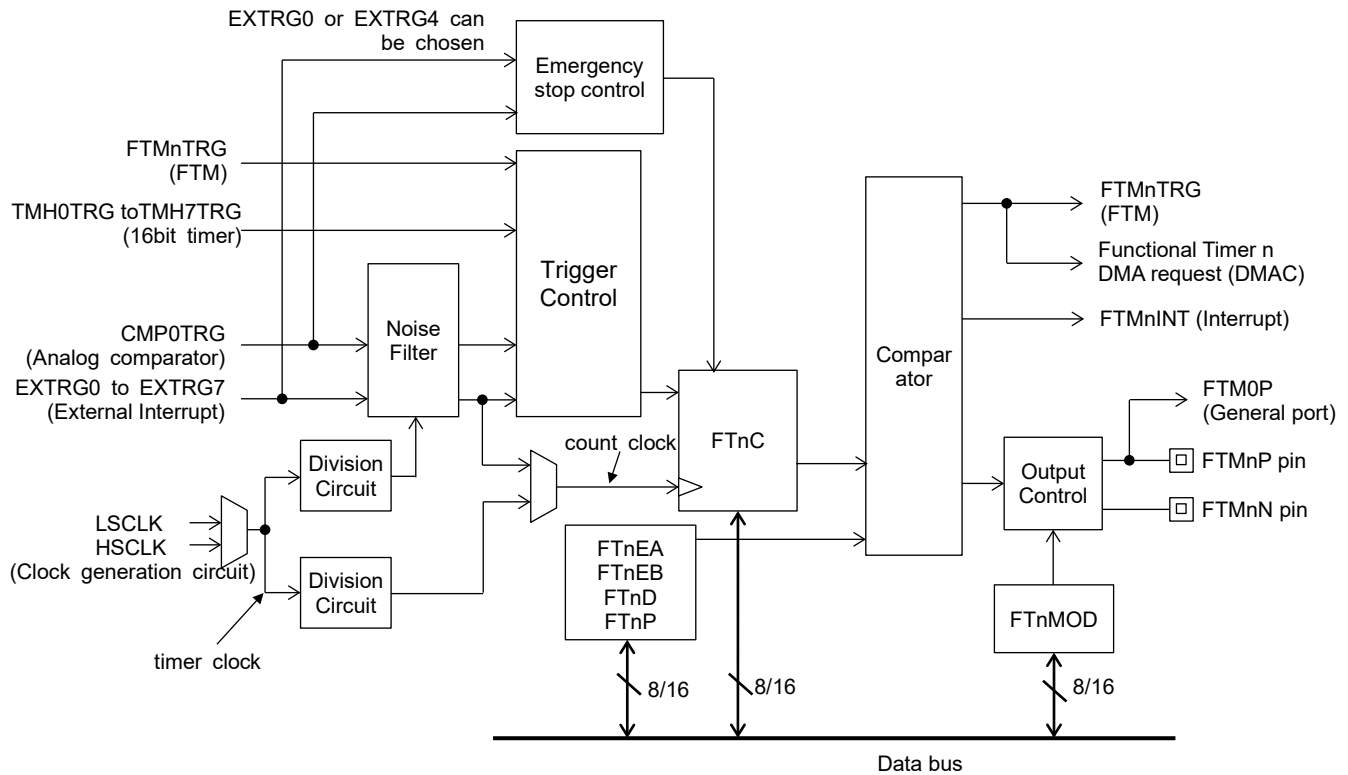 EXTRG0 or EXTRG4 can
be chosen
Emergency
stop control
FTMnTRG
(FTM)
TMH0TRG toTMH7TRG
(16bit timer)
Trigger
Control
Noise
Filter
CMP0TRG
(Analog comparator)
EXTRG0 to EXTRG7
(External Interrupt)
Division
Circuit
count clock
FTnC
Compar
ator
FTMnTRG
(FTM)
Functional Timer n
DMA request (DMAC)
FTMnINT (Interrupt)
FTM0P
(General port)
Output
Control
FTMnP pin
FTMnN pin
LSCLK
HSCLK
(Clock generation circuit)
Division
Circuit
timer clock
FTnEA
FTnEB
FTnD
FTnP
FTnMOD
8/16
8/16
8/16
Data bus